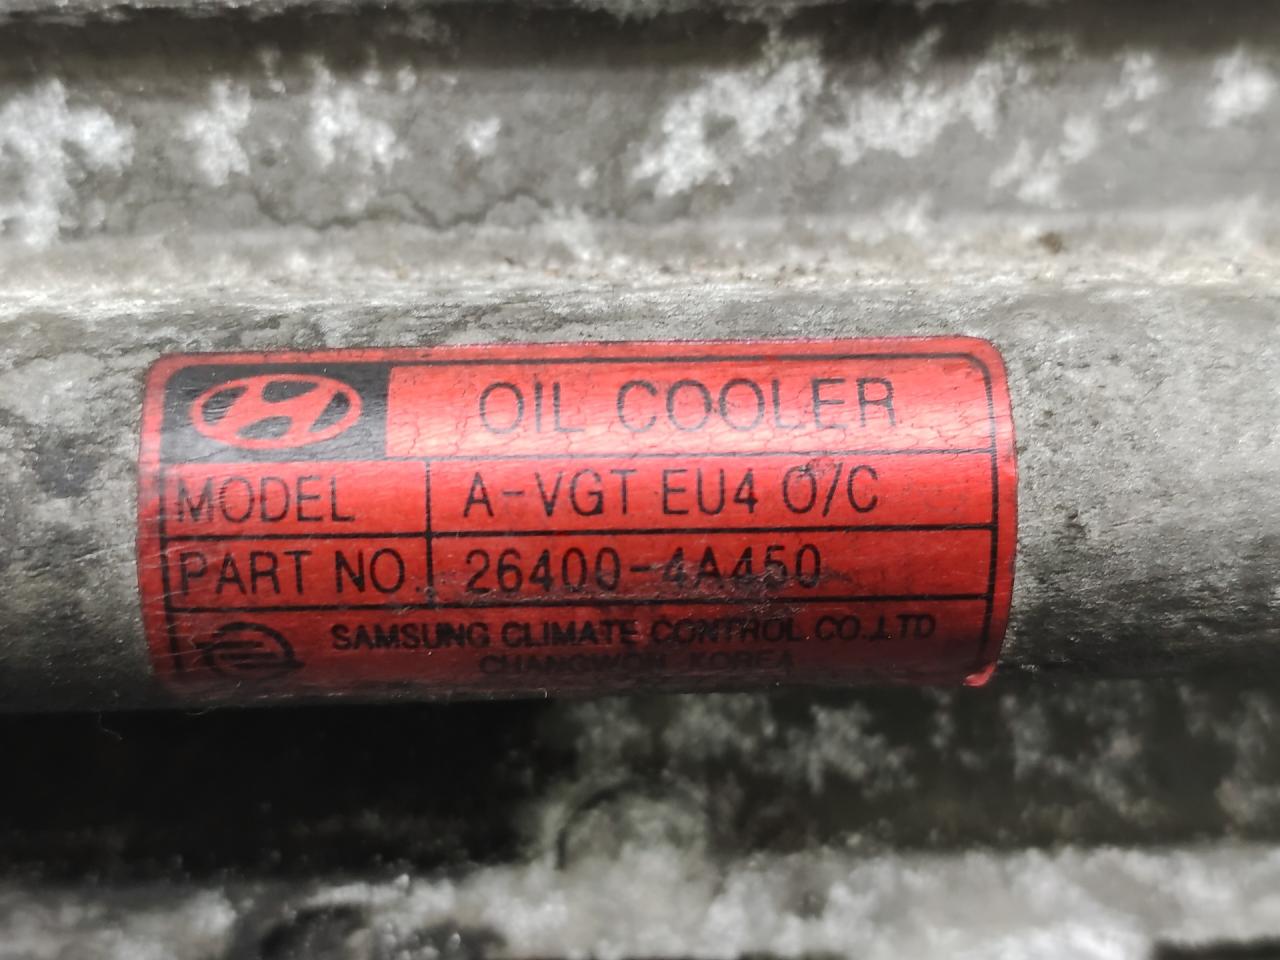 OIL COOLER
MODEL A-VGT EU4 O/C
PART NO. 26400-4A450
SAMSUNG CLIMATE CONTROL CO.,LTD
CHANGWON KOREA